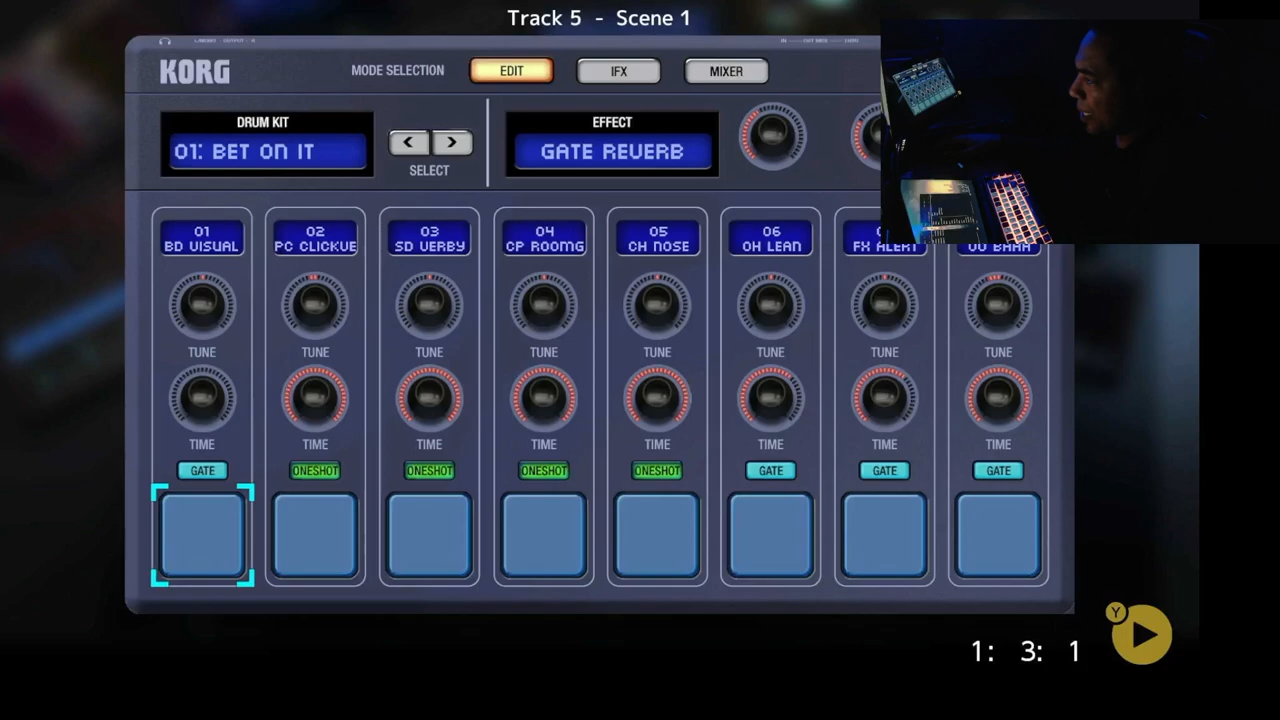 Track 5 - Scene 1
KORG
MODE SELECTION
EDIT
IFX
MIXER
DRUM KIT
01: BET ON IT
< >
SELECT
EFFECT
GATE REVERB
01 02 03 04 05 06
BD VISUAL PC CLICKVE SD VERBY CP ROOMG CH NOSE OH LEAN FX ALERT
TUNE TUNE TUNE TUNE TUNE TUNE TUNE TUNE
TIME TIME TIME TIME TIME TIME TIME TIME
GATE ONESHOT ONESHOT ONESHOT ONESHOT GATE GATE GATE
Y
1: 3: 1